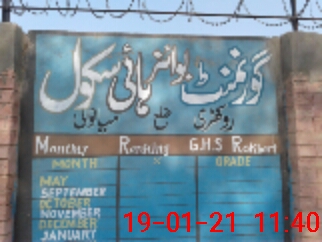 گورنمنٹ بوائز ہائی سکول
روکھڑی ضلع میانوالی
Monthly Ranking G.H.S Rokhri
MONTH % GRADE
MAY
SEPTEMBER
OCTOBER
NOVEMBER
DECEMBER
JANUARY
19-01-21 11:40